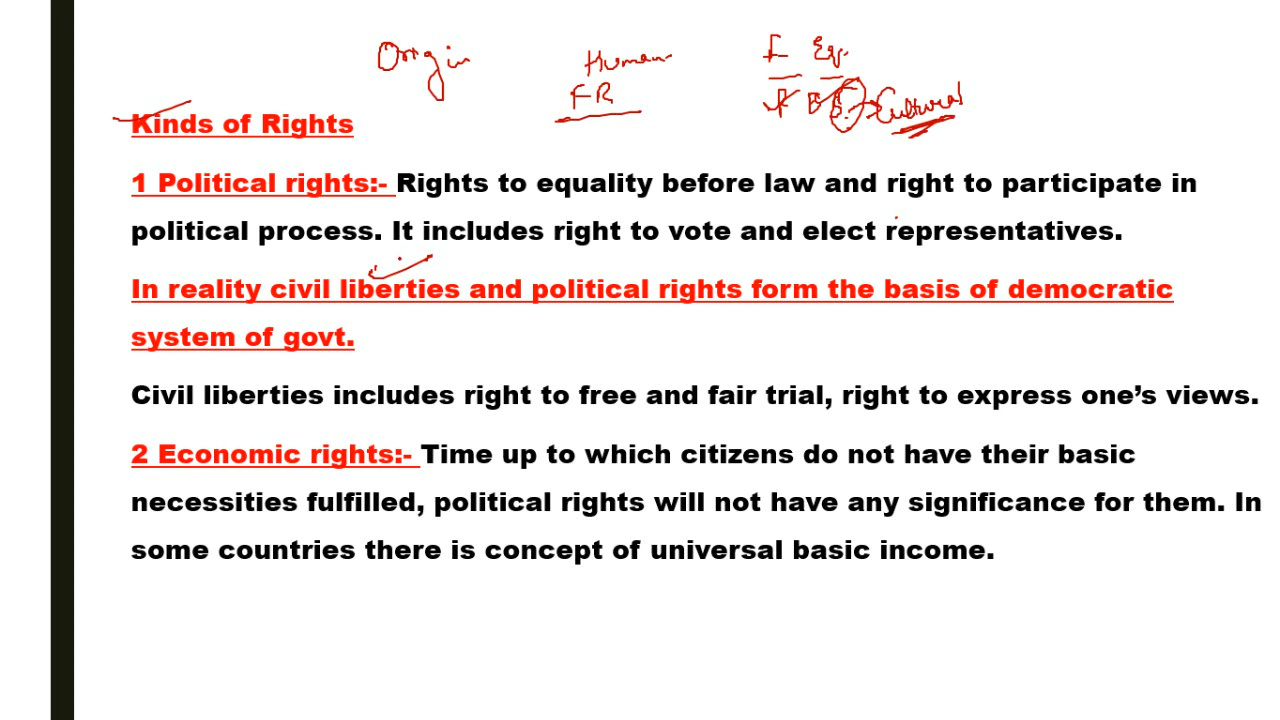 Origin Human L Eq.
FR P E S. → Cultural
Kinds of Rights
1 Political rights:- Rights to equality before law and right to participate in
political process. It includes right to vote and elect representatives.
In reality civil liberties and political rights form the basis of democratic
system of govt.
Civil liberties includes right to free and fair trial, right to express one’s views.
2 Economic rights:- Time up to which citizens do not have their basic
necessities fulfilled, political rights will not have any significance for them. In
some countries there is concept of universal basic income.